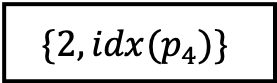 {2, idx(p₄)}